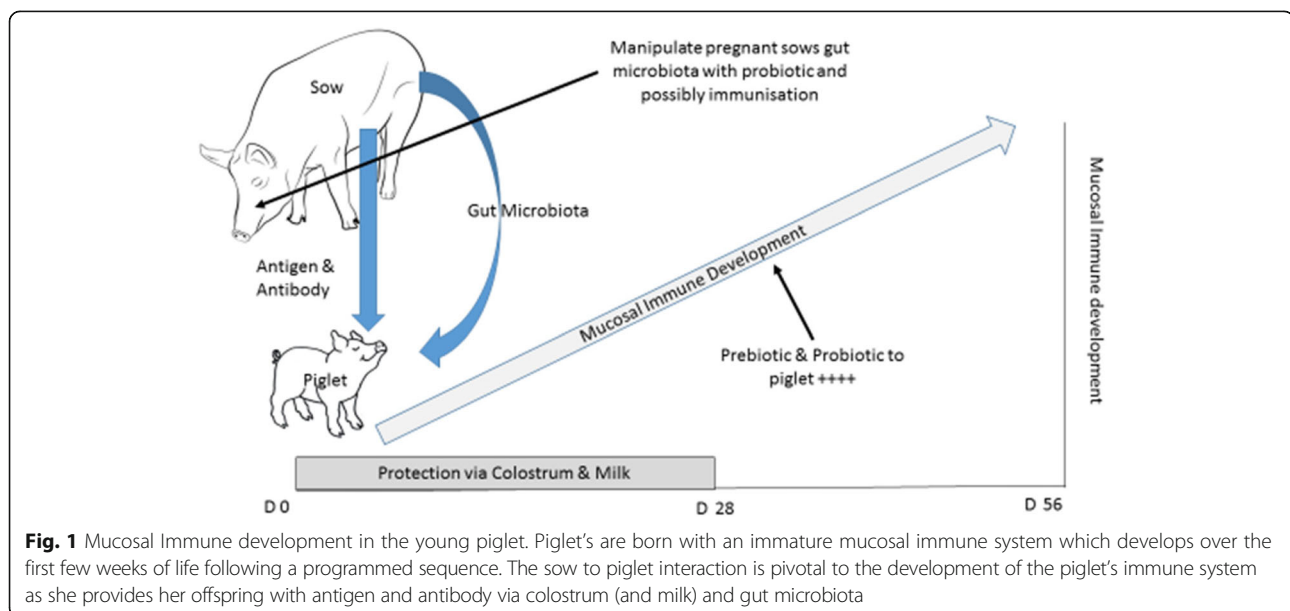 Manipulate pregnant sows gut
microbiota with probiotic and
possibly immunisation
Sow
Gut Microbiota
Antigen &
Antibody
Piglet
Mucosal Immune Development
Prebiotic & Probiotic to
piglet ++++
Mucosal Immune development
Protection via Colostrum & Milk
D 0
D 28
D 56
Fig. 1 Mucosal Immune development in the young piglet. Piglet's are born with an immature mucosal immune system which develops over the
first few weeks of life following a programmed sequence. The sow to piglet interaction is pivotal to the development of the piglet's immune system
as she provides her offspring with antigen and antibody via colostrum (and milk) and gut microbiota